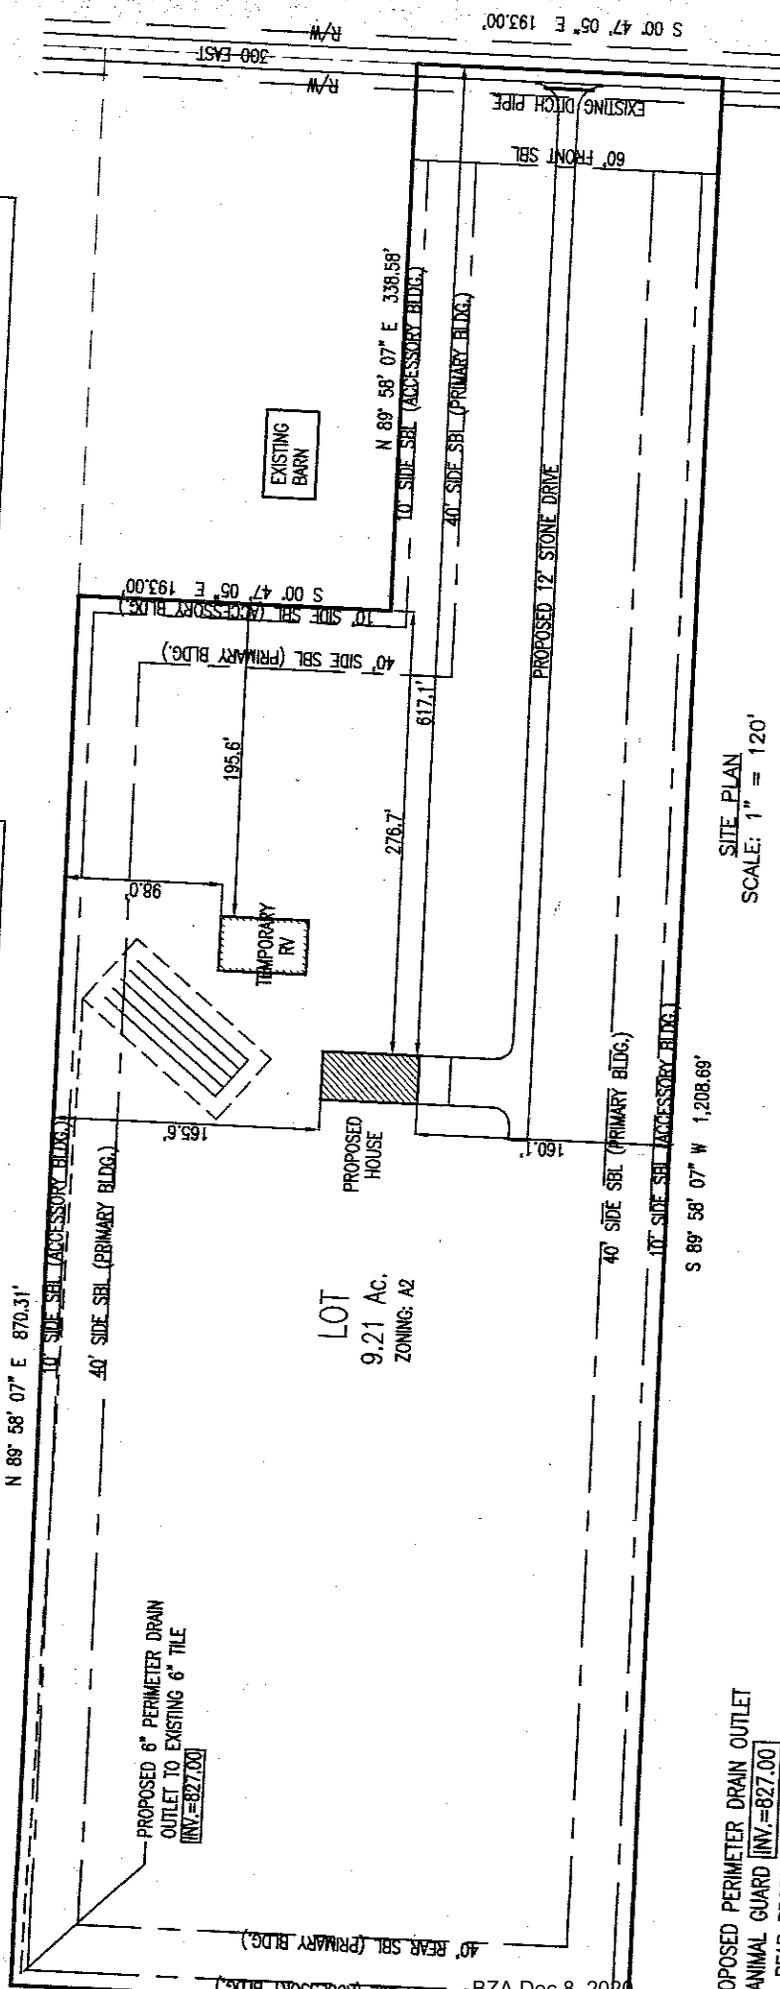 S 00° 47' 05" E 193.00'
R/W
300 EAST
R/W
EXISTING DITCH PIPE
60' FRONT SBL
N 89° 58' 07" E 338.58'
10' SIDE SBL (ACCESSORY BLDG.)
40' SIDE SBL (PRIMARY BLDG.)
EXISTING
BARN
PROPOSED 12' STONE DRIVE
S 00° 47' 05" E 193.00'
10' SIDE SBL (ACCESSORY BLDG.)
40' SIDE SBL (PRIMARY BLDG.)
617.1'
195.6'
276.7'
SITE PLAN
SCALE: 1" = 120'
98.0'
TEMPORARY
RV
165.6'
PROPOSED
HOUSE
160.1'
40' SIDE SBL (PRIMARY BLDG.)
10' SIDE SBL (ACCESSORY BLDG.)
S 89° 58' 07" W 1,208.69'
10' SIDE SBL (ACCESSORY BLDG.)
40' SIDE SBL (PRIMARY BLDG.)
N 89° 58' 07" E 870.31'
LOT
9.21 Ac.
ZONING: A2
PROPOSED 6" PERIMETER DRAIN
OUTLET TO EXISTING 6" TILE
INV.=827.00
40' REAR SBL (PRIMARY BLDG.)
OPOSED PERIMETER DRAIN OUTLET
ANIMAL GUARD INV.=827.00
BZA Dec 8, 2020